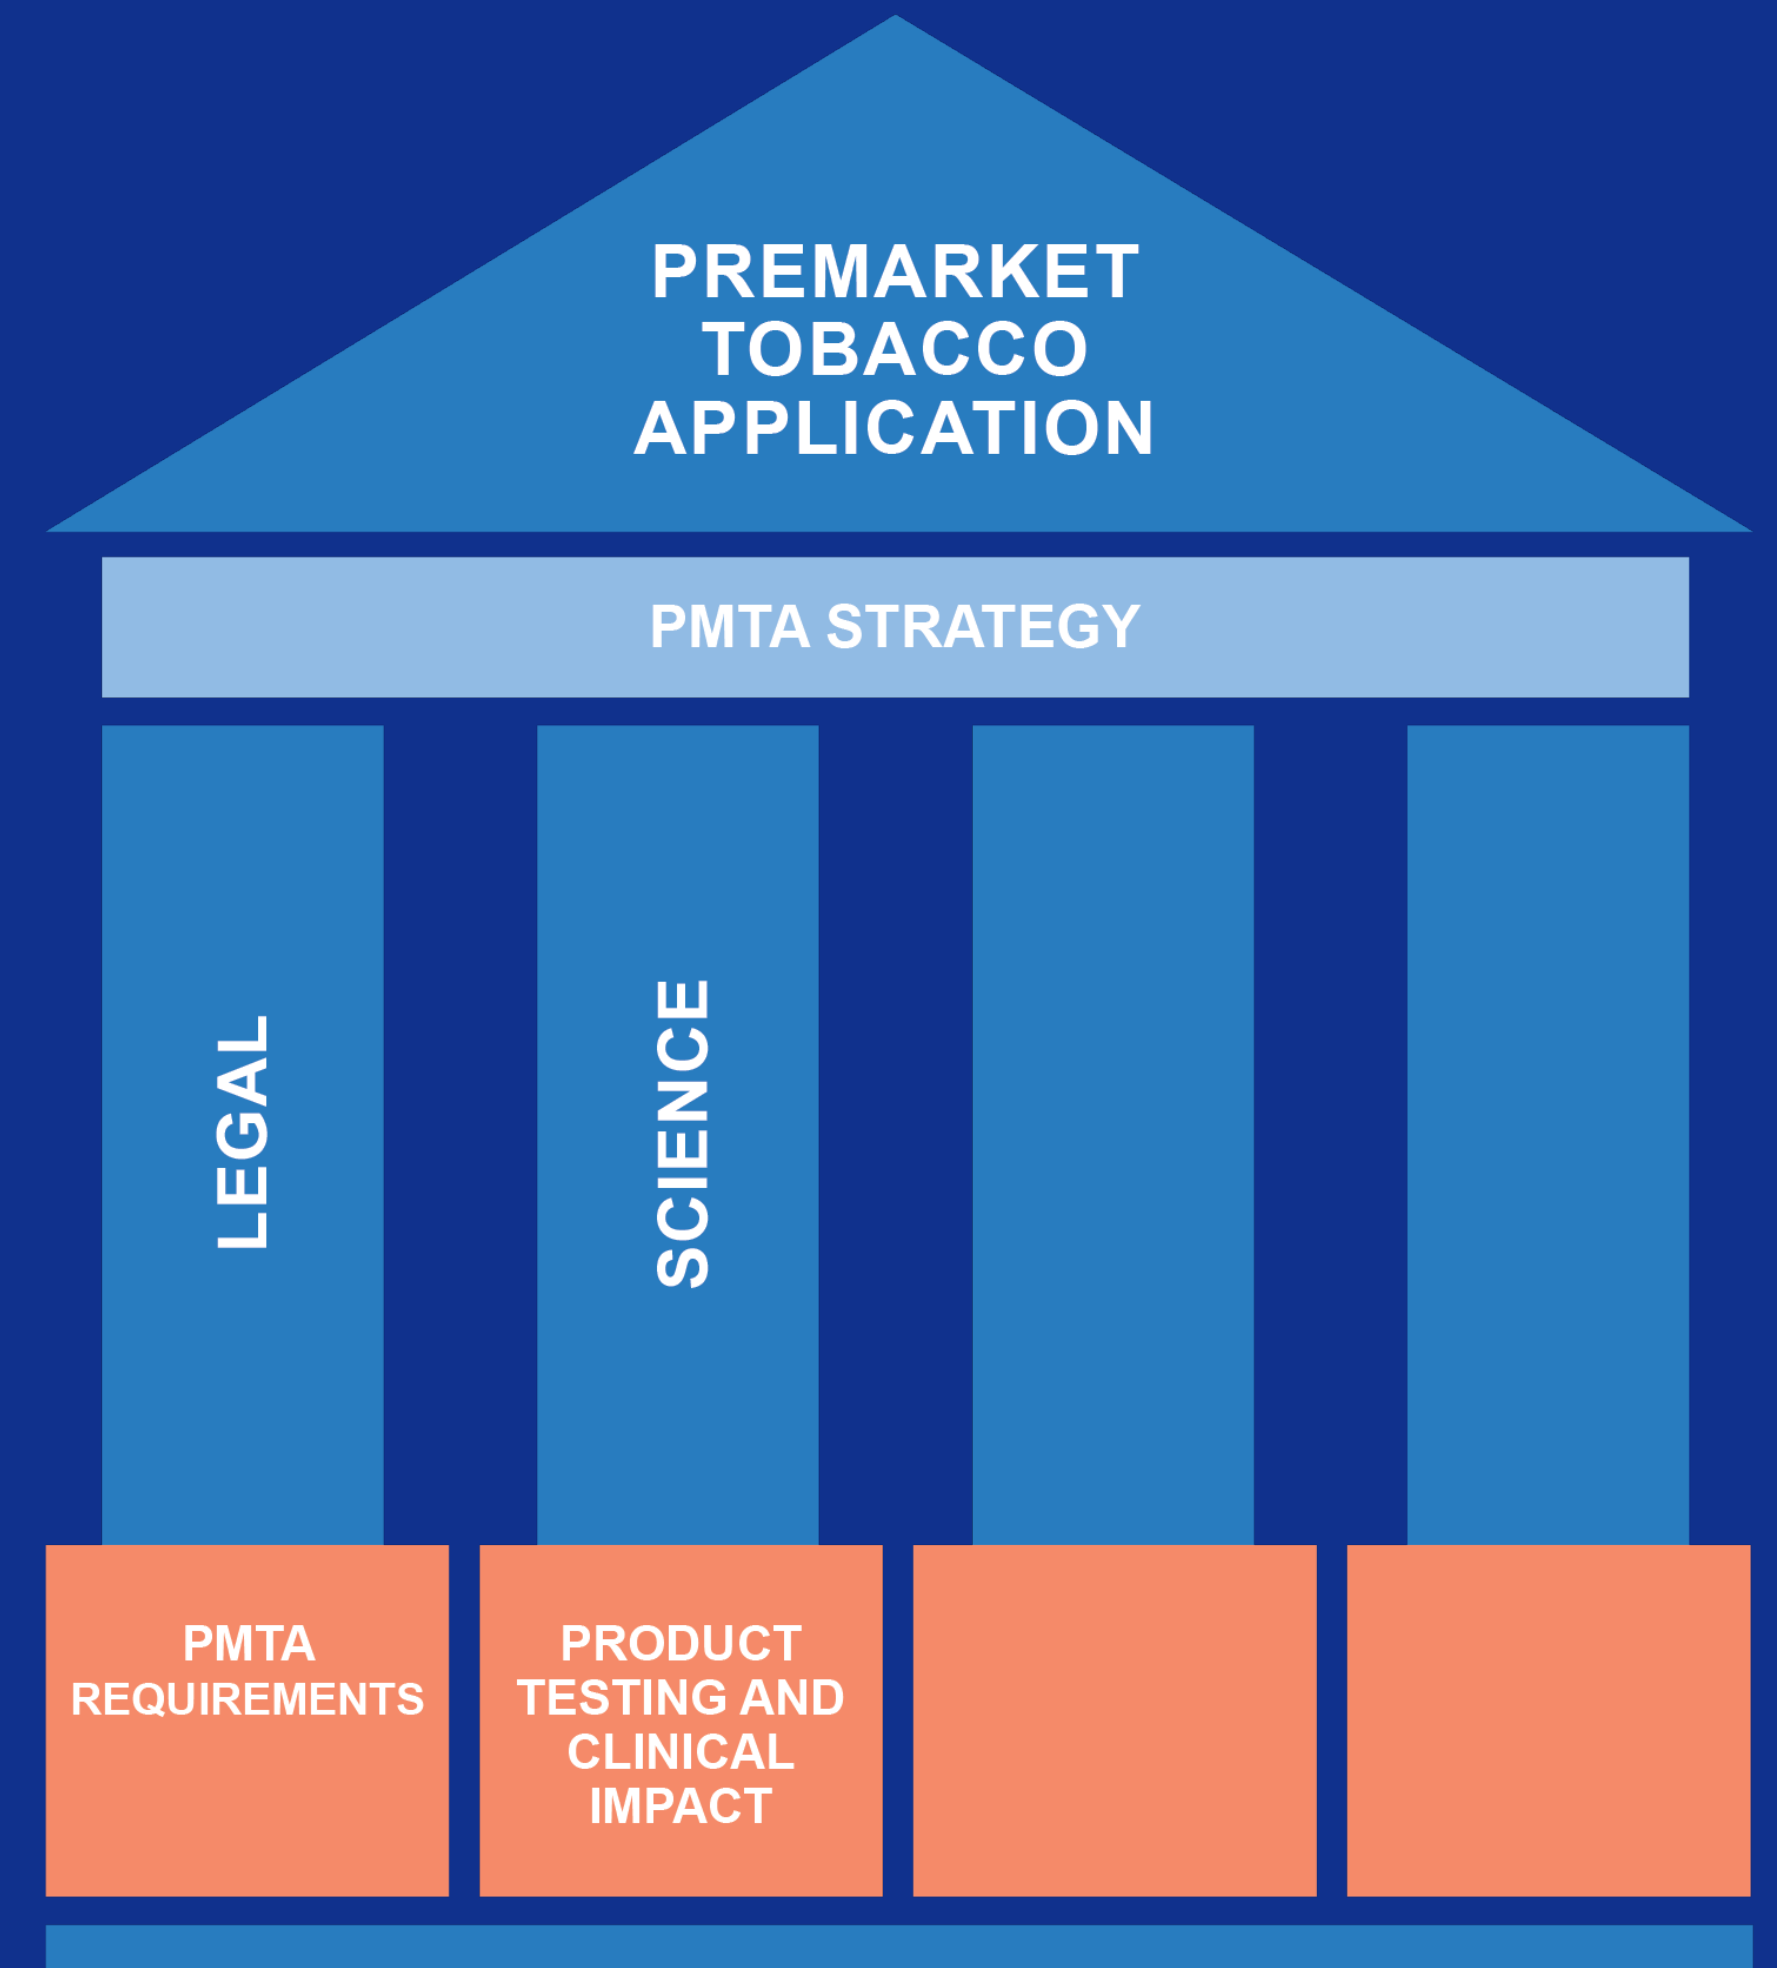 PREMARKET
TOBACCO
APPLICATION
PMTA STRATEGY
LEGAL
SCIENCE
PMTA
REQUIREMENTS
PRODUCT
TESTING AND
CLINICAL
IMPACT